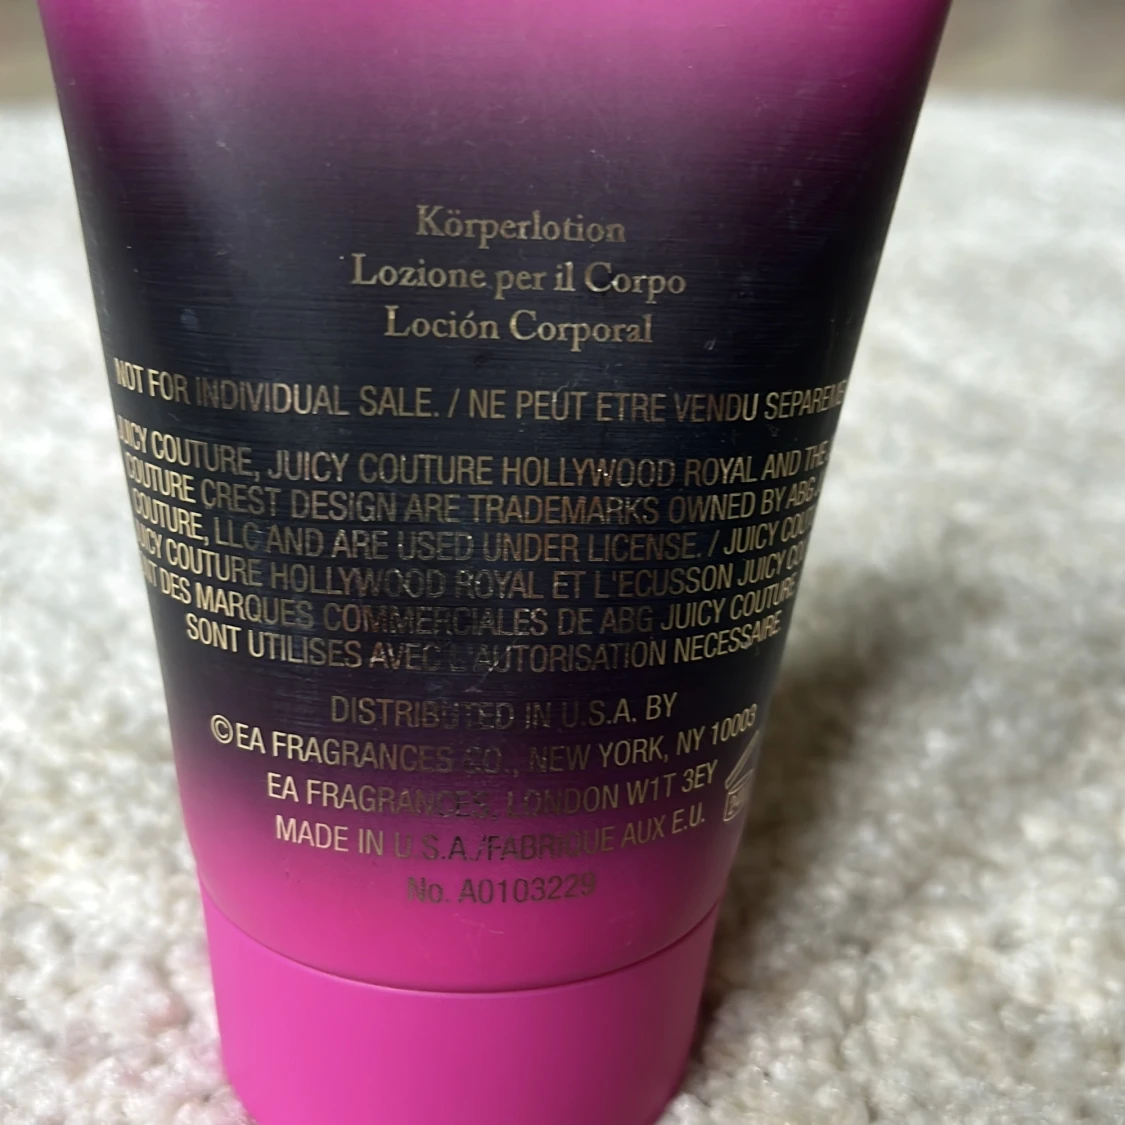 Körperlotion
Lozione per il Corpo
Loción Corporal
NOT FOR INDIVIDUAL SALE. / NE PEUT ETRE VENDU
JUICY COUTURE, JUICY COUTURE HOLLYWOOD ROYAL AND THE
COUTURE CREST DESIGN ARE TRADEMARKS OWNED BY ABG
COUTURE, LLC AND ARE USED UNDER LICENSE. / JUICY
JUICY COUTURE HOLLYWOOD ROYAL ET L'ECUSSON JUICY
DES MARQUES COMMERCIALES DE ABG JUICY COUTURE
SONT UTILISES AVEC L'AUTORISATION NECESSAIRE
DISTRIBUTED IN U.S.A. BY
©EA FRAGRANCES CO., NEW YORK, NY 10003
EA FRAGRANCES, LONDON W1T 3EY
MADE IN U.S.A./FABRIQUE AUX E.U.
No. A0103229